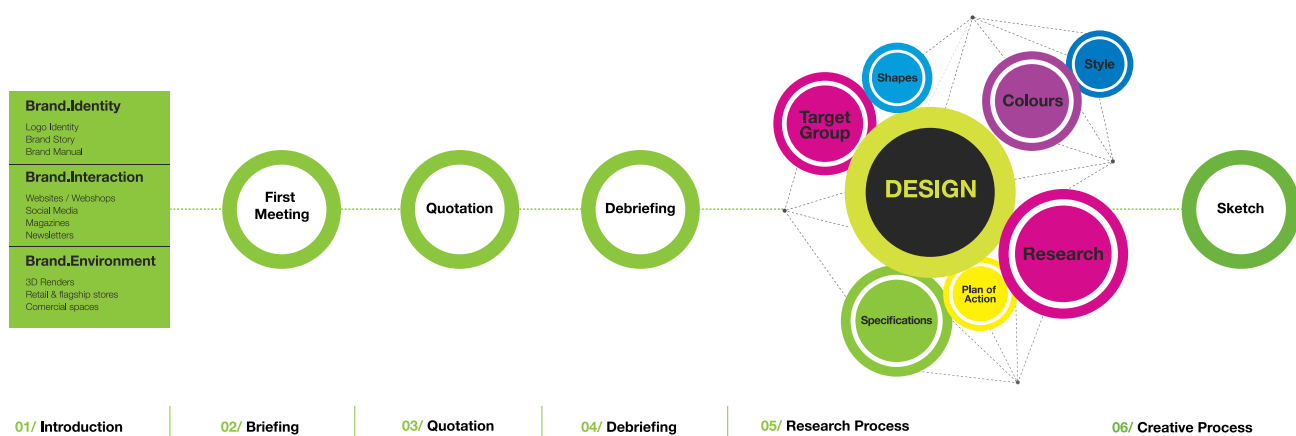 Brand.Identity
Logo Identity
Brand Story
Brand Manual
Brand.Interaction
Websites / Webshops
Social Media
Magazines
Newsletters
Brand.Environment
3D Renders
Retail & flagship stores
Comercial spaces
First
Meeting
Quotation
Debriefing
Shapes
Target
Group
DESIGN
Colours
Style
Research
Plan of
Action
Specifications
Sketch
01/ Introduction
02/ Briefing
03/ Quotation
04/ Debriefing
05/ Research Process
06/ Creative Process